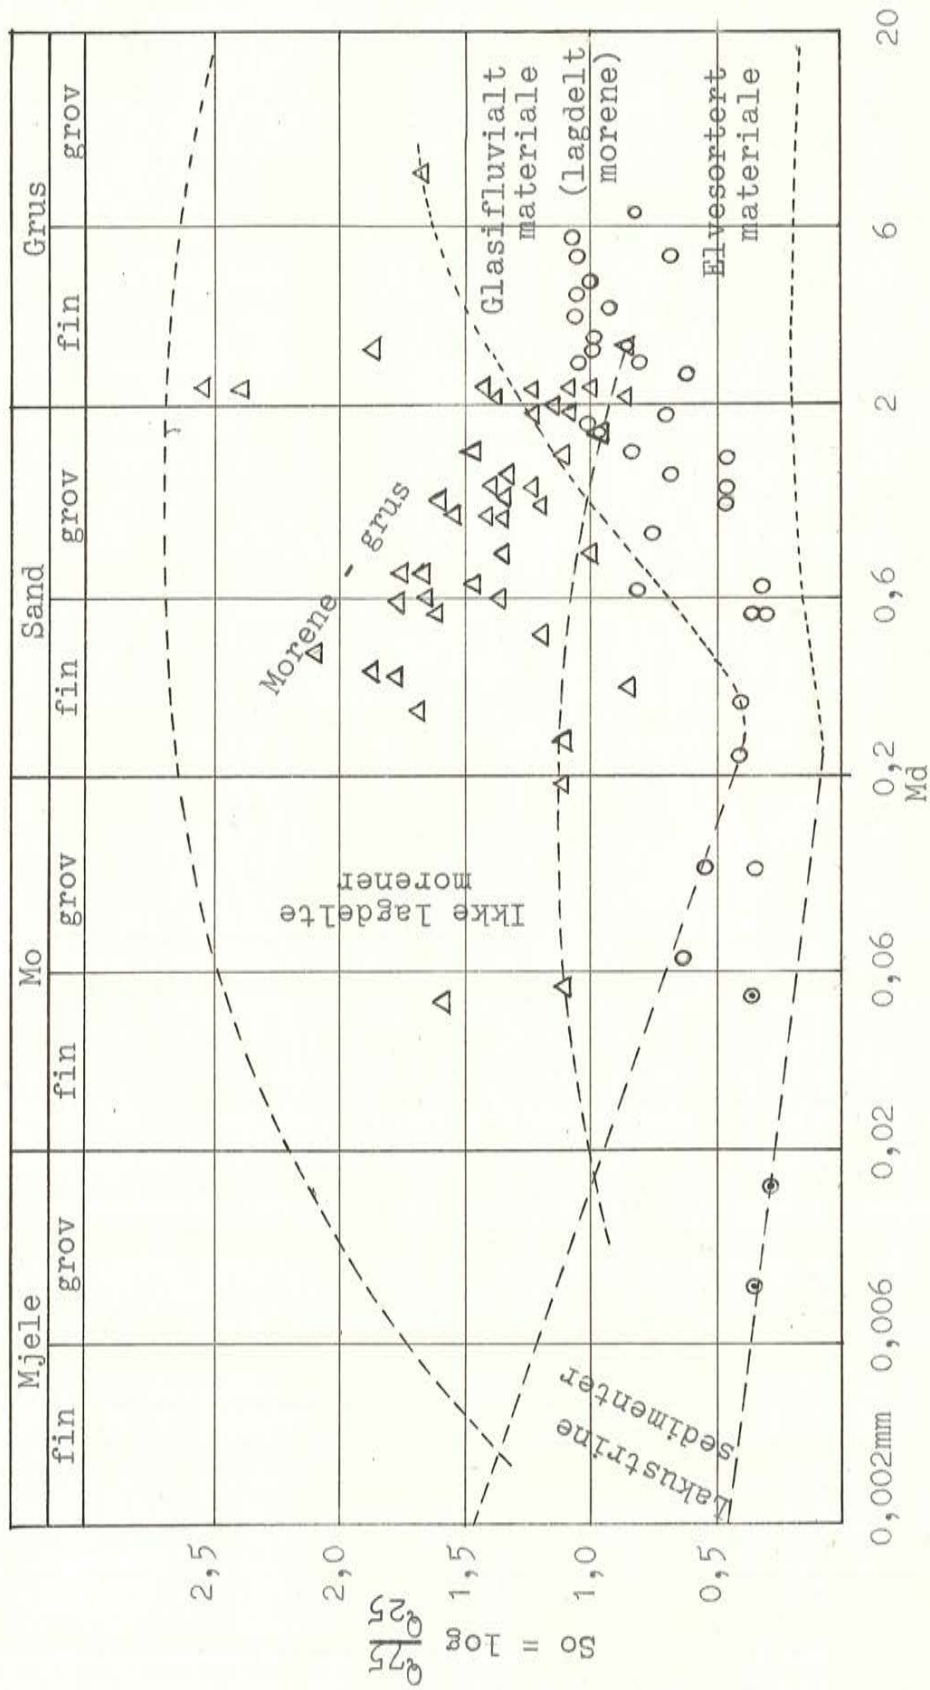 Mjele Mo Sand Grus
fin grov fin grov fin grov fin grov
2,5
2,0
1,5
1,0
0,5
So = log Q75/Q25
Morene - grus
Glasifluvialt
materiale
(lagdelt
morene)
Elvesortert
materiale
Ikke lagdelte
morener
Lakustrine
sedimenter
0,002mm 0,006 0,02 0,06 0,2 0,6 2 6 20
Md